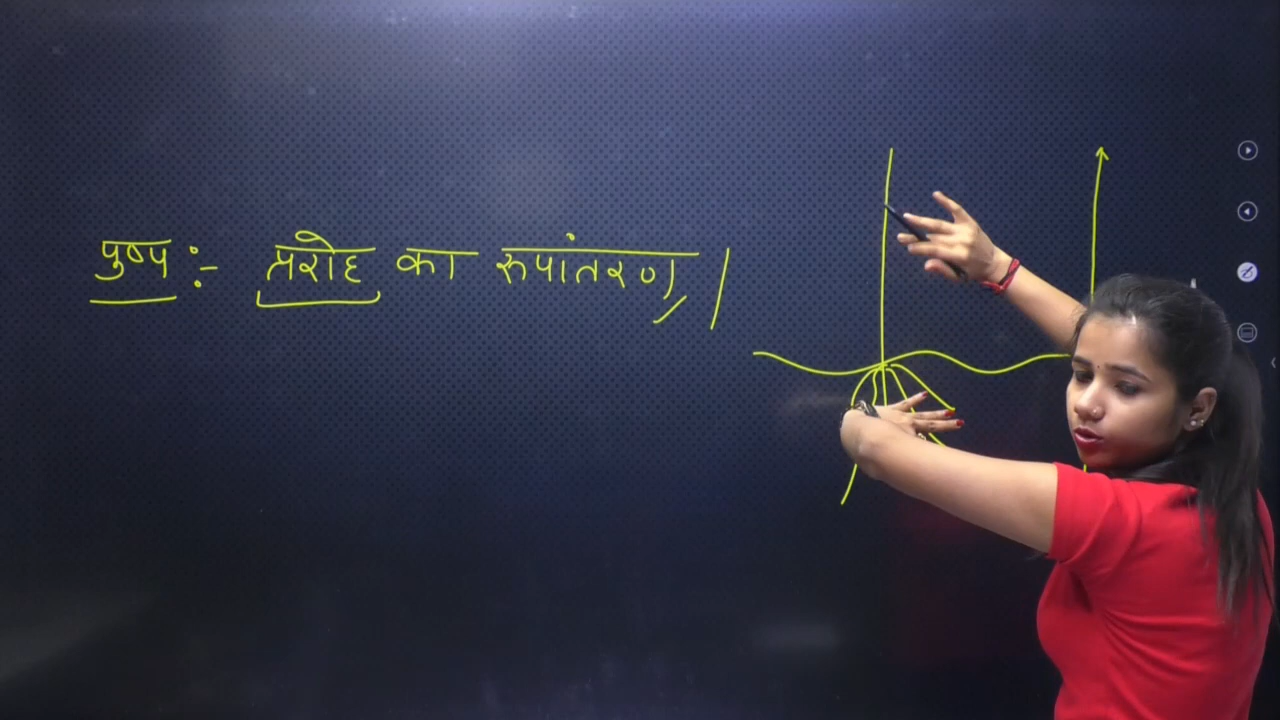 पुष्प :- प्ररोह का रूपांतरण |